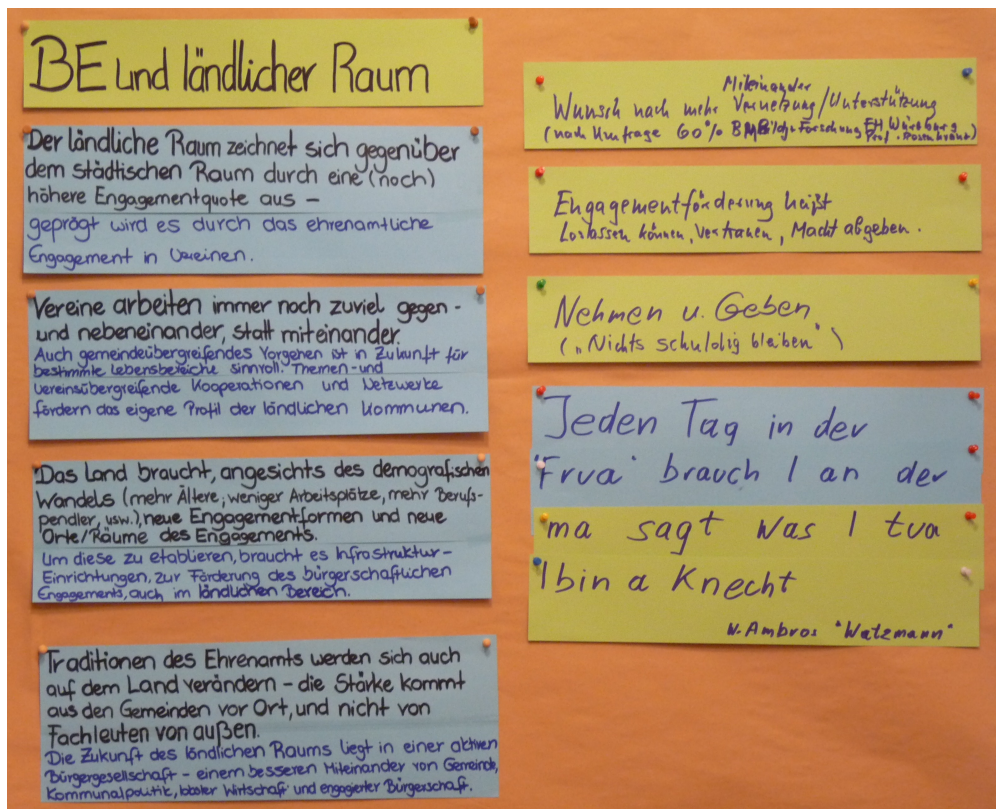 BE und ländlicher Raum
Der ländliche Raum zeichnet sich gegenüber
dem städtischen Raum durch eine (noch)
höhere Engagementquote aus –
geprägt wird es durch das ehrenamtliche
Engagement in Vereinen.
Vereine arbeiten immer noch zuviel gegen-
und nebeneinander, statt miteinander.
Auch gemeindeübergreifendes Vorgehen ist in Zukunft für
bestimmte Lebensbereiche sinnvoll. Themen- und
vereinsübergreifende Kooperationen und Netzwerke
fördern das eigene Profil der ländlichen Kommunen.
Das Land braucht, angesichts des demografischen
Wandels (mehr Ältere, weniger Arbeitsplätze, mehr Berufs-
pendler, usw.), neue Engagementformen und neue
Orte/Räume des Engagements.
Um diese zu etablieren, braucht es Infrastruktur-
Einrichtungen, zur Förderung des bürgerschaftlichen
Engagements, auch im ländlichen Bereich.
Traditionen des Ehrenamts werden sich auch
auf dem Land verändern – die Stärke kommt
aus den Gemeinden vor Ort, und nicht von
Fachleuten von außen.
Die Zukunft des ländlichen Raums liegt in einer aktiven
Bürgergesellschaft – einem besseren Miteinander von Gemeinde,
Kommunalpolitik, lokaler Wirtschaft und engagierter Bürgerschaft.
Miteinander
Wunsch nach mehr Vernetzung/Unterstützung
(nach Umfrage 60% Forschung FH Würzburg
Prof. Rosenkranz)
Engagementförderung heißt
Loslassen können, Vertrauen, Macht abgeben.
Nehmen u. Geben
("Nichts schuldig bleiben")
Jeden Tag in der
'Frua' brauch I an der
ma sagt was I tua
I bin a Knecht
W. Ambros "Watzmann"